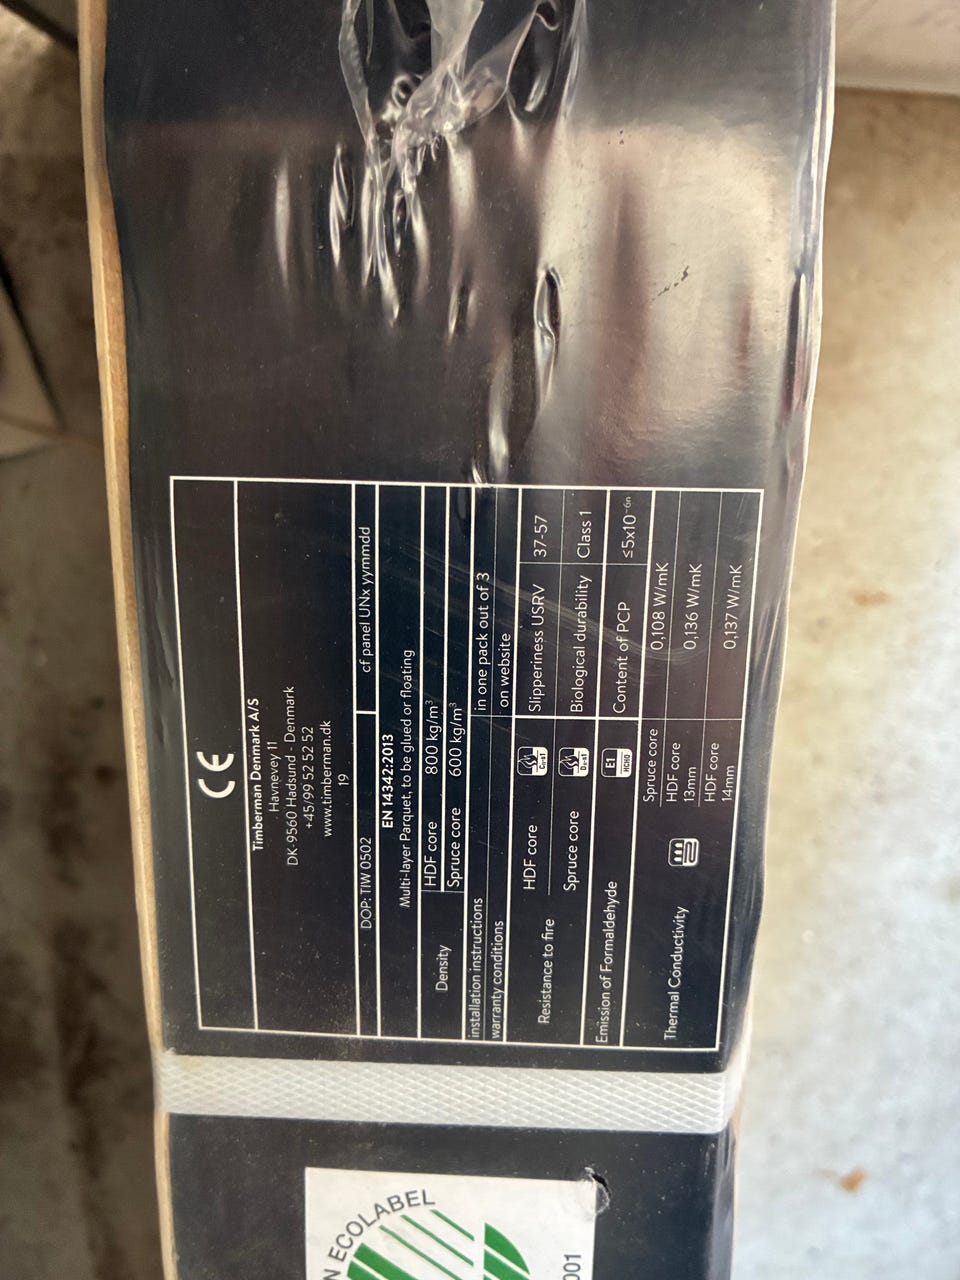 CE
Timberman Denmark A/S
Havnevej 11
DK-9560 Hadsund - Denmark
+45/99 52 52 52
www.timberman.dk
19
DOP: TIW 0502 cf panel UNx yymmdd
EN 14342:2013
Multi-layer Parquet, to be glued or floating
Density
HDF core 800 kg/m³
Spruce core 600 kg/m³
installation instructions in one pack out of 3
warranty conditions on website
Resistance to fire
HDF core Cfl-s1 Slipperiness USRV 37-57
Spruce core Dfl-s1 Biological durability Class 1
Emission of Formaldehyde E1 HCHO Content of PCP ≤5x10⁻⁶ⁿ
Thermal Conductivity
Spruce core 0,108 W/mK
HDF core 13mm 0,136 W/mK
HDF core 14mm 0,137 W/mK
ECOLABEL
001